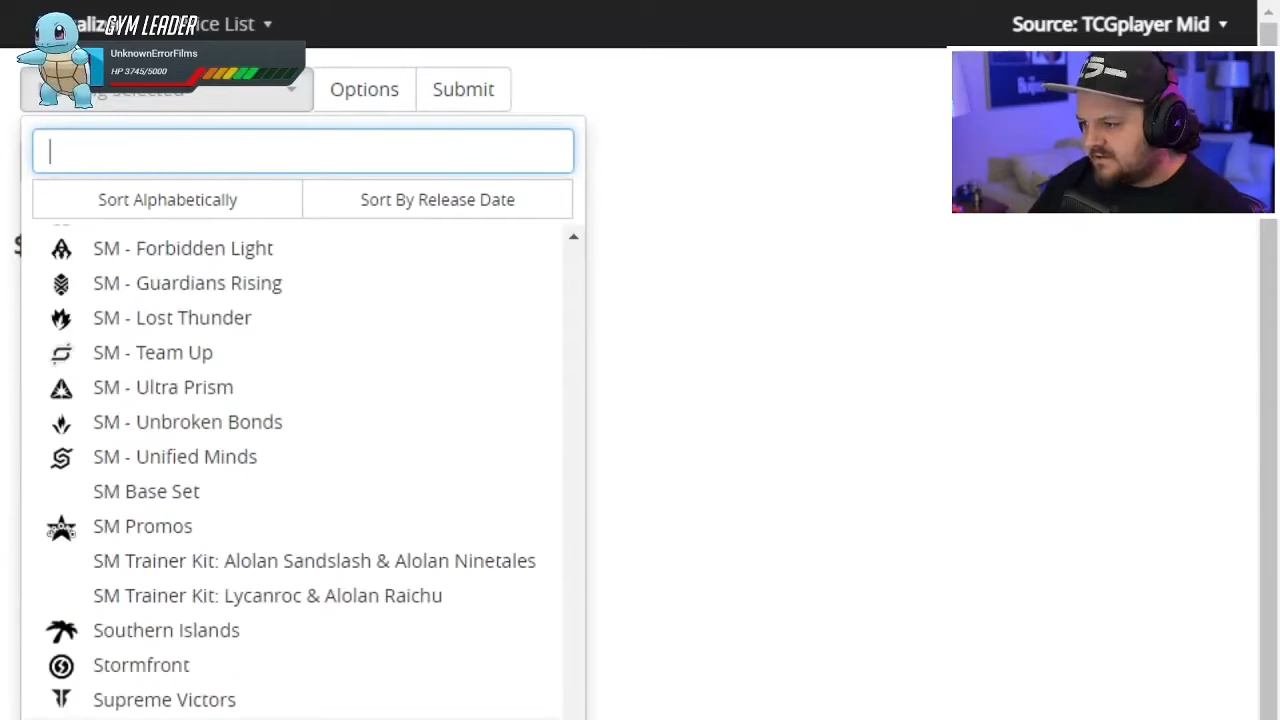 GYM LEADER
Price List
Source: TCGplayer Mid
UnknownErrorFilms
HP 3745/5000
Options
Submit
Sort Alphabetically
Sort By Release Date
SM - Forbidden Light
SM - Guardians Rising
SM - Lost Thunder
SM - Team Up
SM - Ultra Prism
SM - Unbroken Bonds
SM - Unified Minds
SM Base Set
SM Promos
SM Trainer Kit: Alolan Sandslash & Alolan Ninetales
SM Trainer Kit: Lycanroc & Alolan Raichu
Southern Islands
Stormfront
Supreme Victors